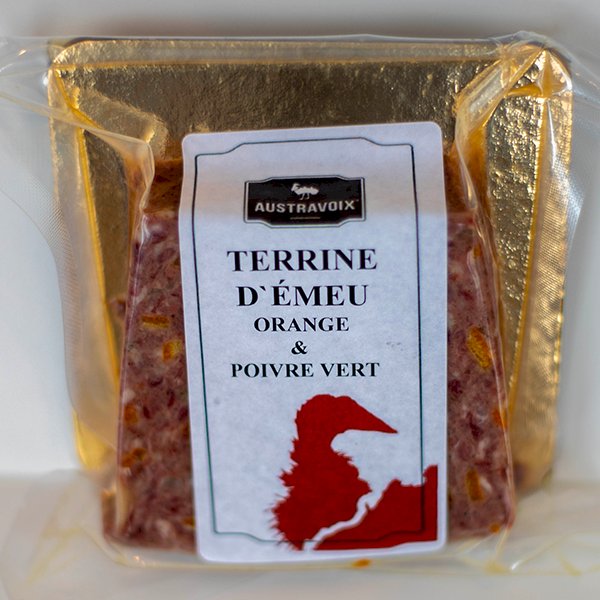 AUSTRAVOIX
TERRINE
D`ÉMEU
ORANGE
&
POIVRE VERT